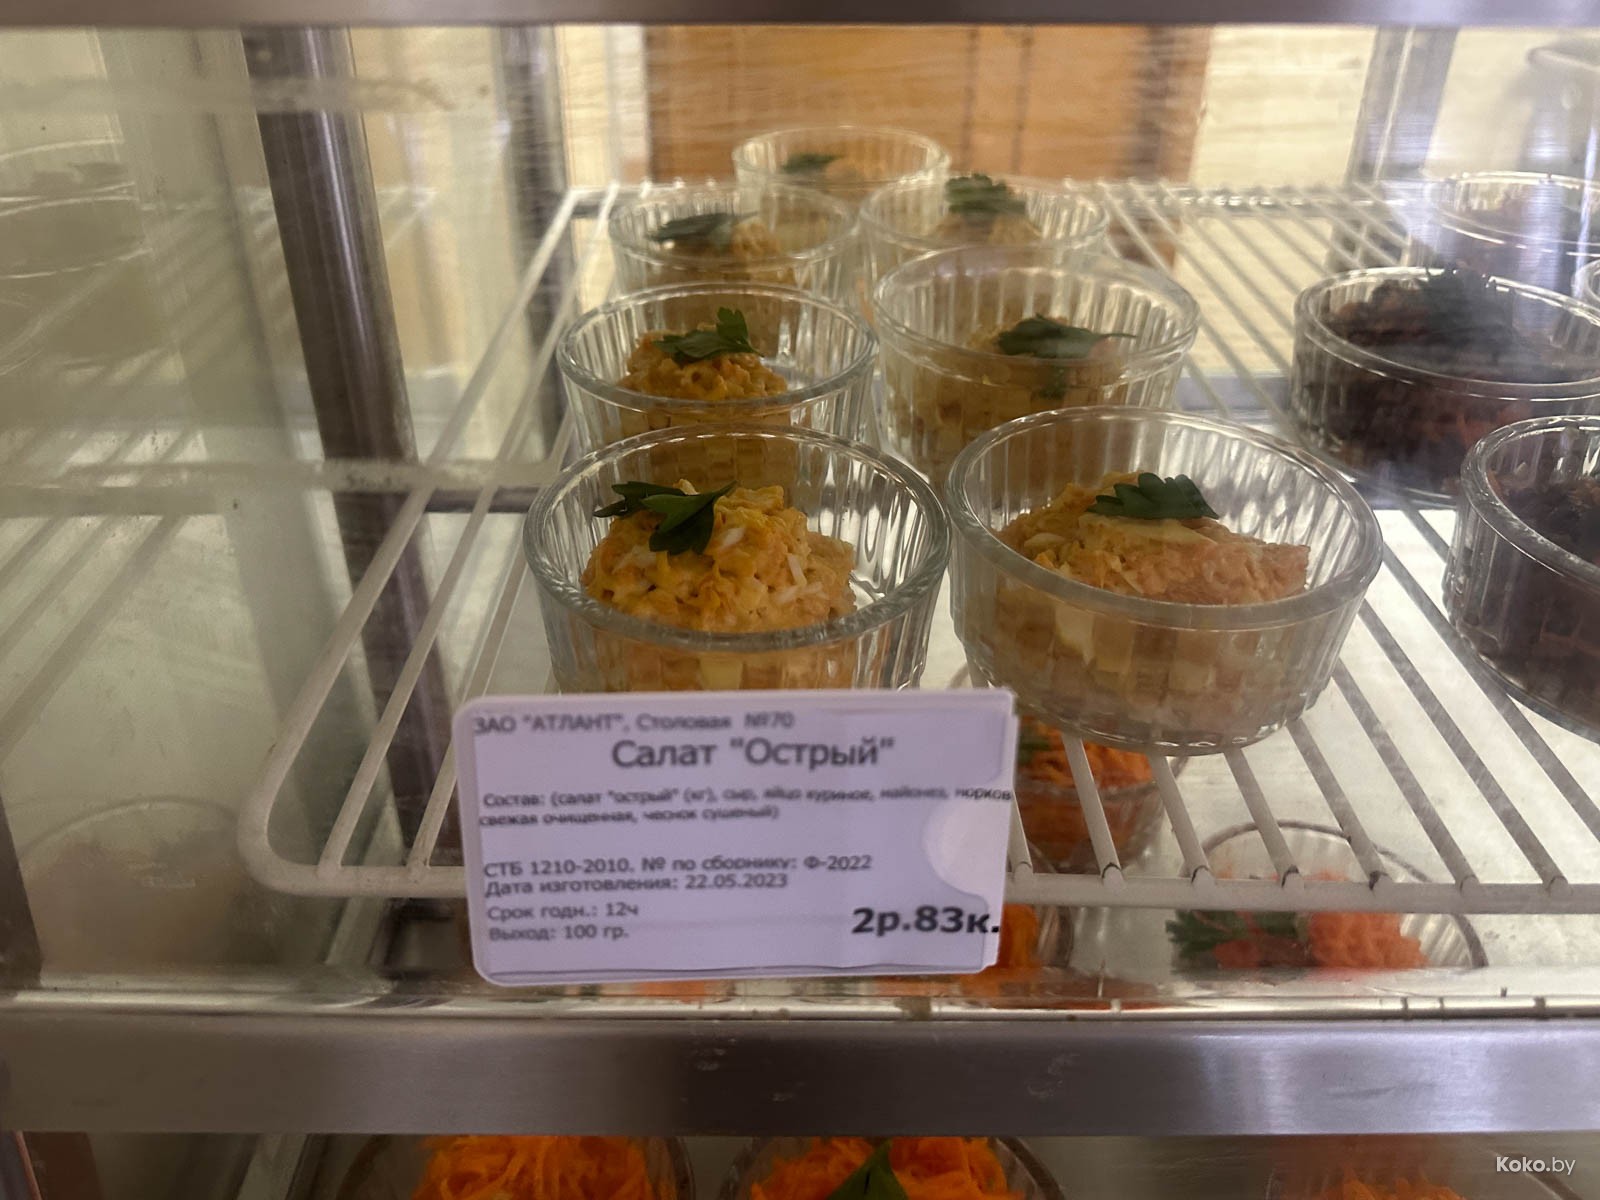 ЗАО "АТЛАНТ", Столовая №70
Салат "Острый"
Состав: (салат "острый" (кг), сыр, яйцо куриное, майонез, морковь
свежая очищенная, чеснок сушеный)
СТБ 1210-2010, № по сборнику: Ф-2022
Дата изготовления: 22.05.2023
Срок годн.: 12ч
Выход: 100 гр.
2р.83к.
Koko.by